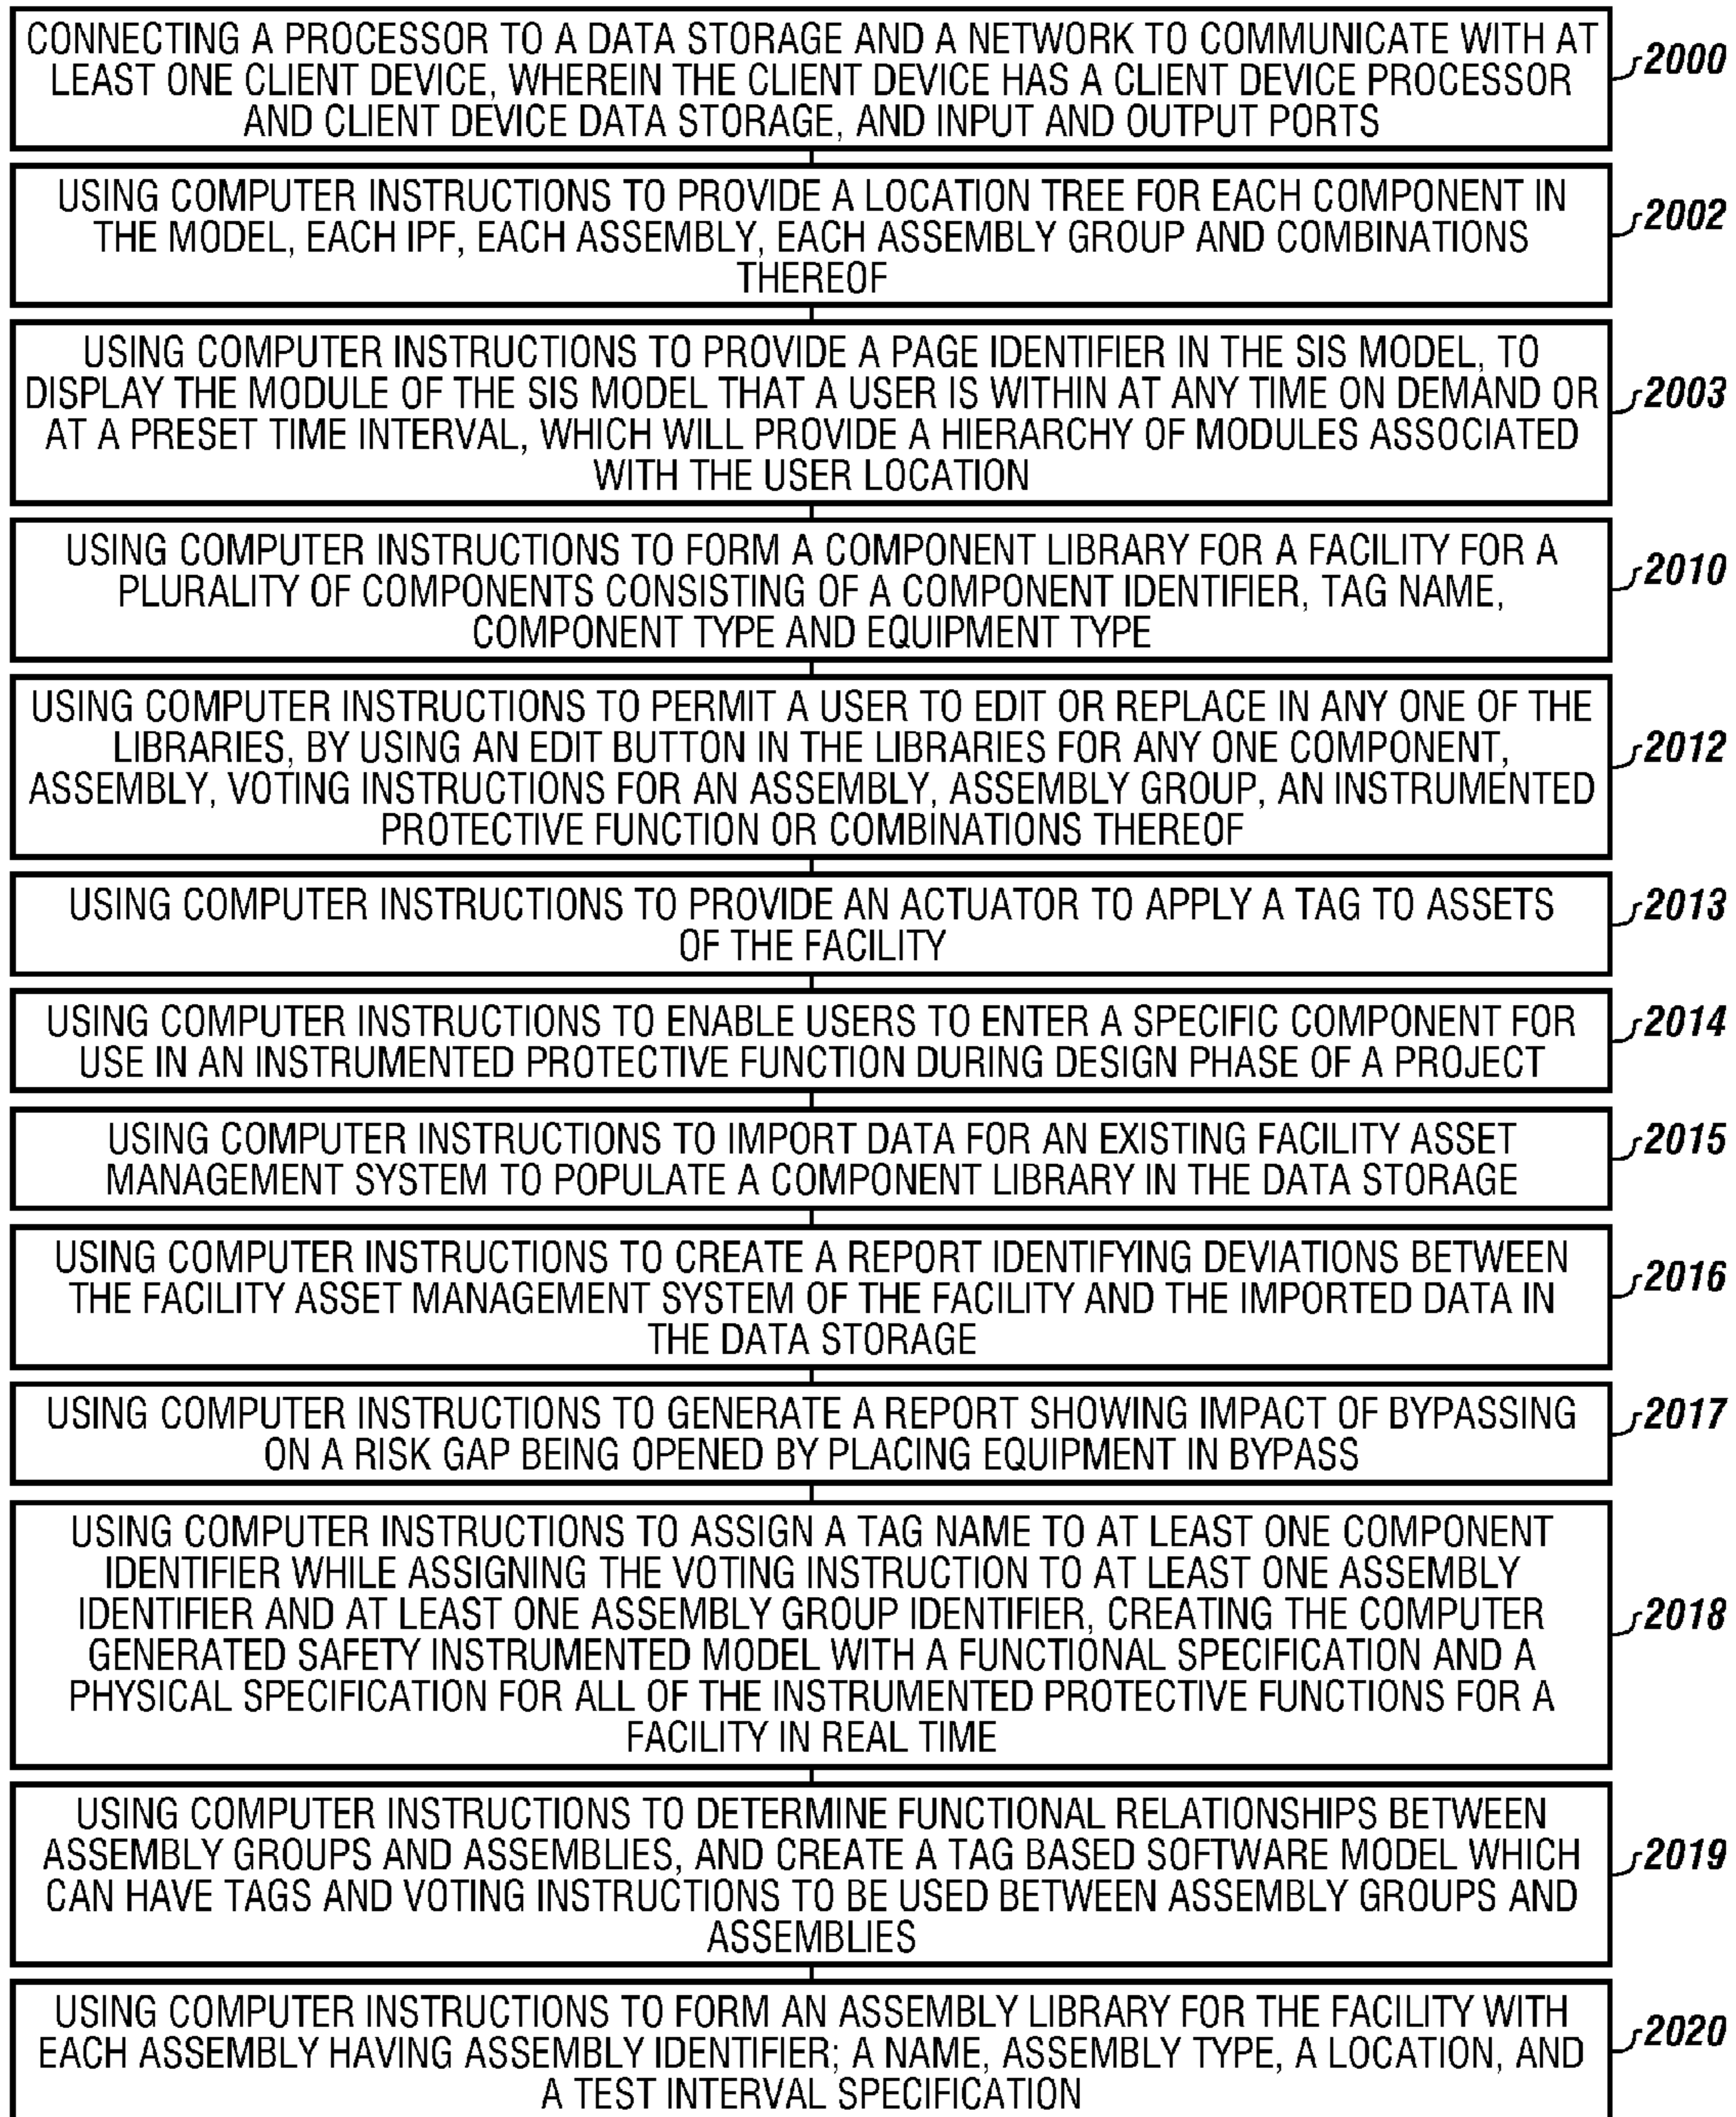 CONNECTING A PROCESSOR TO A DATA STORAGE AND A NETWORK TO COMMUNICATE WITH AT
LEAST ONE CLIENT DEVICE, WHEREIN THE CLIENT DEVICE HAS A CLIENT DEVICE PROCESSOR
AND CLIENT DEVICE DATA STORAGE, AND INPUT AND OUTPUT PORTS
2000
USING COMPUTER INSTRUCTIONS TO PROVIDE A LOCATION TREE FOR EACH COMPONENT IN
THE MODEL, EACH IPF, EACH ASSEMBLY, EACH ASSEMBLY GROUP AND COMBINATIONS
THEREOF
2002
USING COMPUTER INSTRUCTIONS TO PROVIDE A PAGE IDENTIFIER IN THE SIS MODEL, TO
DISPLAY THE MODULE OF THE SIS MODEL THAT A USER IS WITHIN AT ANY TIME ON DEMAND OR
AT A PRESET TIME INTERVAL, WHICH WILL PROVIDE A HIERARCHY OF MODULES ASSOCIATED
WITH THE USER LOCATION
2003
USING COMPUTER INSTRUCTIONS TO FORM A COMPONENT LIBRARY FOR A FACILITY FOR A
PLURALITY OF COMPONENTS CONSISTING OF A COMPONENT IDENTIFIER, TAG NAME,
COMPONENT TYPE AND EQUIPMENT TYPE
2010
USING COMPUTER INSTRUCTIONS TO PERMIT A USER TO EDIT OR REPLACE IN ANY ONE OF THE
LIBRARIES, BY USING AN EDIT BUTTON IN THE LIBRARIES FOR ANY ONE COMPONENT,
ASSEMBLY, VOTING INSTRUCTIONS FOR AN ASSEMBLY, ASSEMBLY GROUP, AN INSTRUMENTED
PROTECTIVE FUNCTION OR COMBINATIONS THEREOF
2012
USING COMPUTER INSTRUCTIONS TO PROVIDE AN ACTUATOR TO APPLY A TAG TO ASSETS
OF THE FACILITY
2013
USING COMPUTER INSTRUCTIONS TO ENABLE USERS TO ENTER A SPECIFIC COMPONENT FOR
USE IN AN INSTRUMENTED PROTECTIVE FUNCTION DURING DESIGN PHASE OF A PROJECT
2014
USING COMPUTER INSTRUCTIONS TO IMPORT DATA FOR AN EXISTING FACILITY ASSET
MANAGEMENT SYSTEM TO POPULATE A COMPONENT LIBRARY IN THE DATA STORAGE
2015
USING COMPUTER INSTRUCTIONS TO CREATE A REPORT IDENTIFYING DEVIATIONS BETWEEN
THE FACILITY ASSET MANAGEMENT SYSTEM OF THE FACILITY AND THE IMPORTED DATA IN
THE DATA STORAGE
2016
USING COMPUTER INSTRUCTIONS TO GENERATE A REPORT SHOWING IMPACT OF BYPASSING
ON A RISK GAP BEING OPENED BY PLACING EQUIPMENT IN BYPASS
2017
USING COMPUTER INSTRUCTIONS TO ASSIGN A TAG NAME TO AT LEAST ONE COMPONENT
IDENTIFIER WHILE ASSIGNING THE VOTING INSTRUCTION TO AT LEAST ONE ASSEMBLY
IDENTIFIER AND AT LEAST ONE ASSEMBLY GROUP IDENTIFIER, CREATING THE COMPUTER
GENERATED SAFETY INSTRUMENTED MODEL WITH A FUNCTIONAL SPECIFICATION AND A
PHYSICAL SPECIFICATION FOR ALL OF THE INSTRUMENTED PROTECTIVE FUNCTIONS FOR A
FACILITY IN REAL TIME
2018
USING COMPUTER INSTRUCTIONS TO DETERMINE FUNCTIONAL RELATIONSHIPS BETWEEN
ASSEMBLY GROUPS AND ASSEMBLIES, AND CREATE A TAG BASED SOFTWARE MODEL WHICH
CAN HAVE TAGS AND VOTING INSTRUCTIONS TO BE USED BETWEEN ASSEMBLY GROUPS AND
ASSEMBLIES
2019
USING COMPUTER INSTRUCTIONS TO FORM AN ASSEMBLY LIBRARY FOR THE FACILITY WITH
EACH ASSEMBLY HAVING ASSEMBLY IDENTIFIER; A NAME, ASSEMBLY TYPE, A LOCATION, AND
A TEST INTERVAL SPECIFICATION
2020